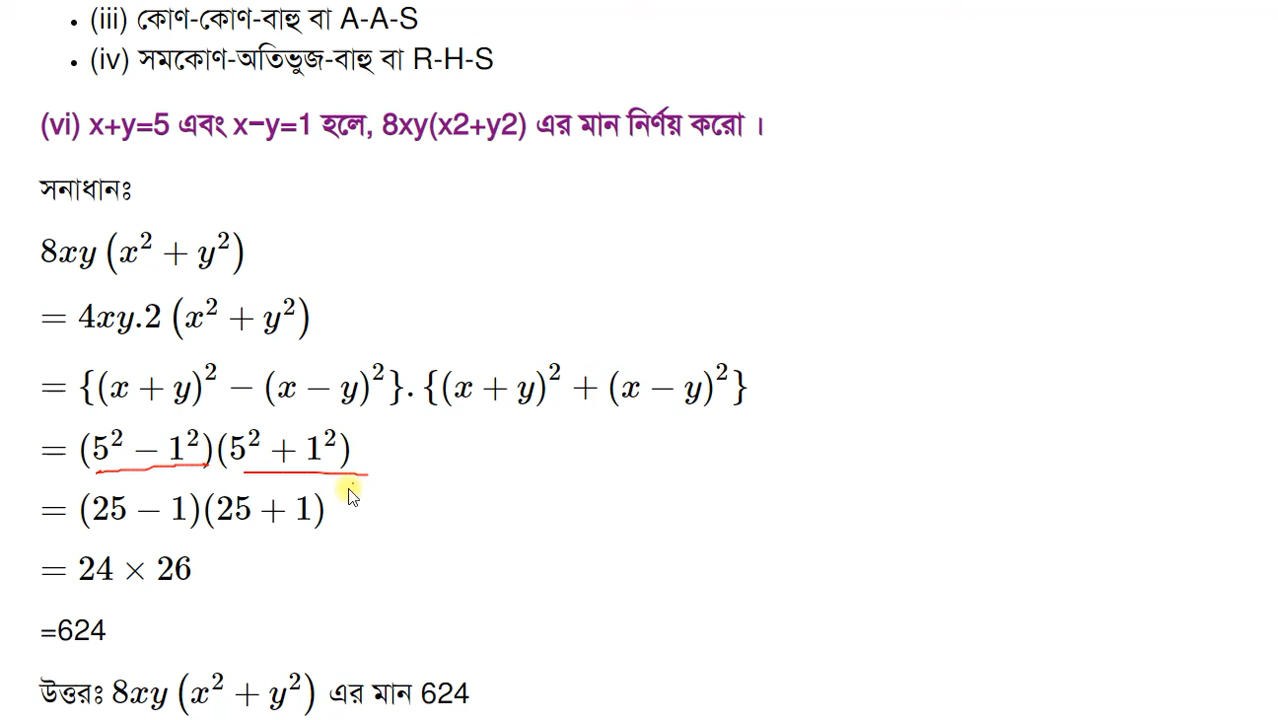 • (iii) কোণ-কোণ-বাহু বা A-A-S
• (iv) সমকোণ-অতিভুজ-বাহু বা R-H-S
(vi) x+y=5 এবং x−y=1 হলে, 8xy(x2+y2) এর মান নির্ণয় করো ।
সনাধানঃ
8xy (x² + y²)
= 4xy.2 (x² + y²)
= {(x + y)² − (x − y)²}. {(x + y)² + (x − y)²}
= (5² − 1²)(5² + 1²)
= (25 − 1)(25 + 1)
= 24 × 26
=624
উত্তরঃ 8xy (x² + y²) এর মান 624